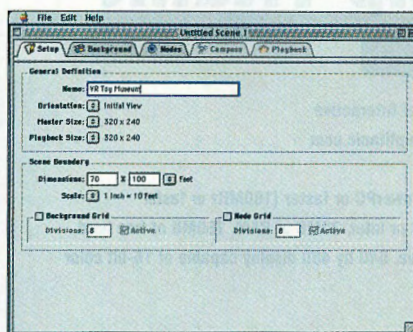 File Edit Help
Untitled Scene 1
Setup Background Nodes Compass Playback
General Definition
Name: VR Toy Museum
Orientation: Initial View
Master Size: 320 x 240
Playback Size: 320 x 240
Scene Boundary
Dimensions: 70 X 100 feet
Scale: 1 inch = 10 feet
Background Grid
Divisions: 8 Active
Node Grid
Divisions: 8 Active